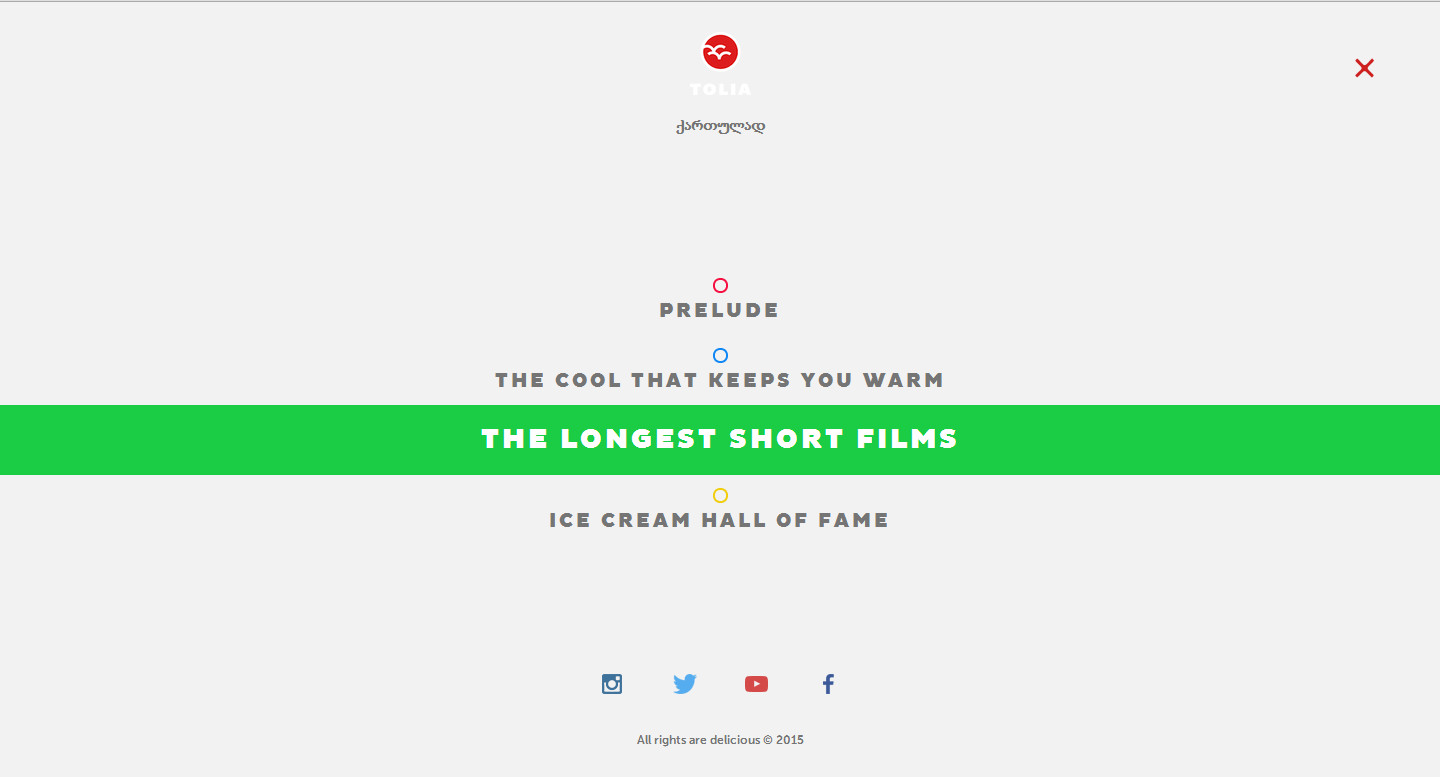 TOLIA
ქართულად
PRELUDE
THE COOL THAT KEEPS YOU WARM
THE LONGEST SHORT FILMS
ICE CREAM HALL OF FAME
All rights are delicious © 2015